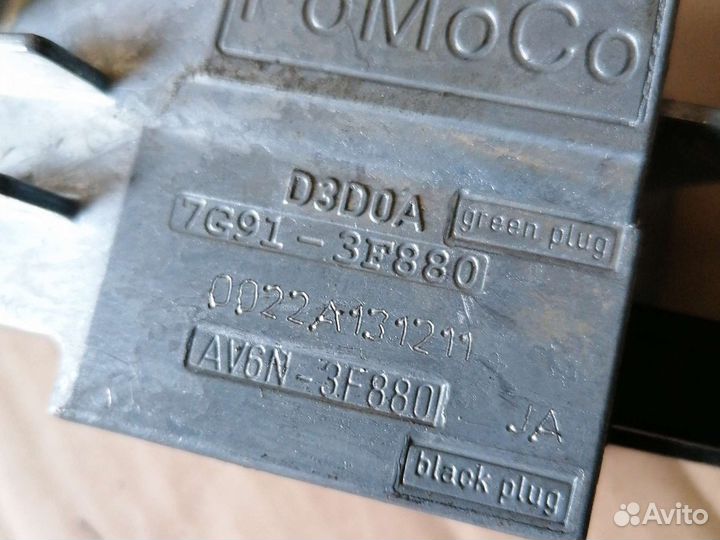 FoMoCo
D3D0A
green plug
7G91-3F880
0022A131211
AV6N-3F880
JA
black plug
Avito